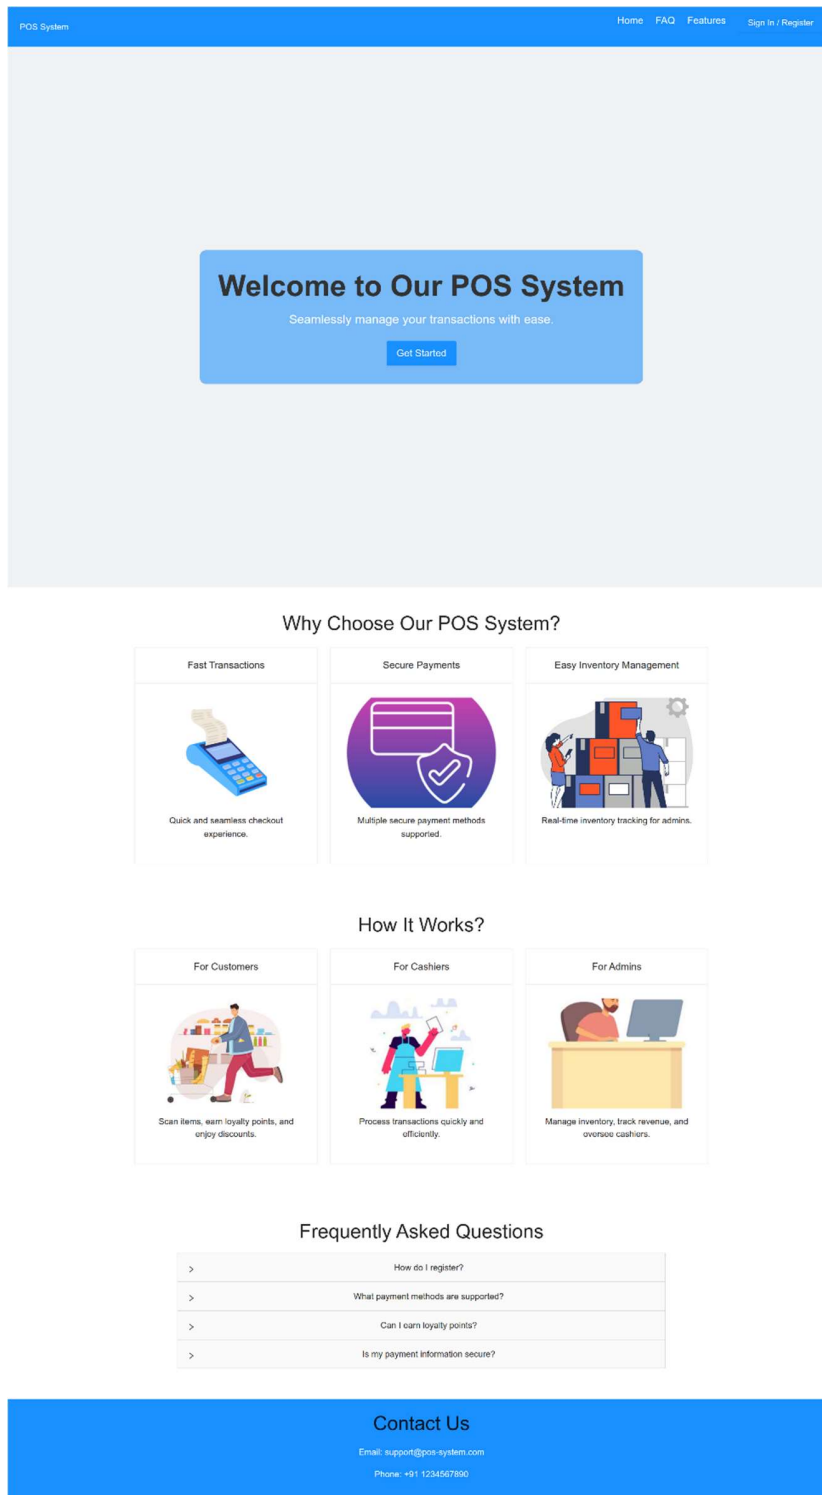 POS System
Home FAQ Features Sign In / Register
Welcome to Our POS System
Seamlessly manage your transactions with ease.
Get Started
Why Choose Our POS System?
Fast Transactions
Quick and seamless checkout
experience.
Secure Payments
Multiple secure payment methods
supported.
Easy Inventory Management
Real-time inventory tracking for admins.
How It Works?
For Customers
Scan items, earn loyalty points, and
enjoy discounts.
For Cashiers
Process transactions quickly and
efficiently.
For Admins
Manage inventory, track revenue, and
oversee cashiers.
Frequently Asked Questions
How do I register?
What payment methods are supported?
Can I earn loyalty points?
Is my payment information secure?
Contact Us
Email: support@pos-system.com
Phone: +91 1234567890